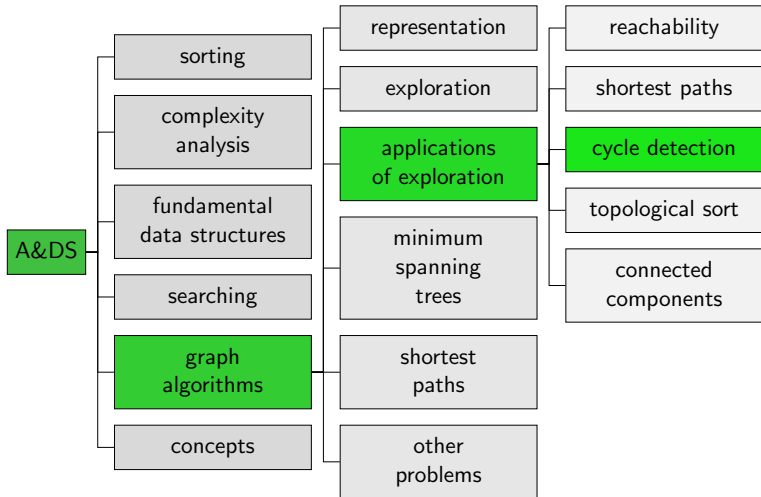 A&DS
sorting
complexity
analysis
fundamental
data structures
searching
graph
algorithms
concepts
representation
exploration
applications
of exploration
minimum
spanning
trees
shortest
paths
other
problems
reachability
shortest paths
cycle detection
topological sort
connected
components